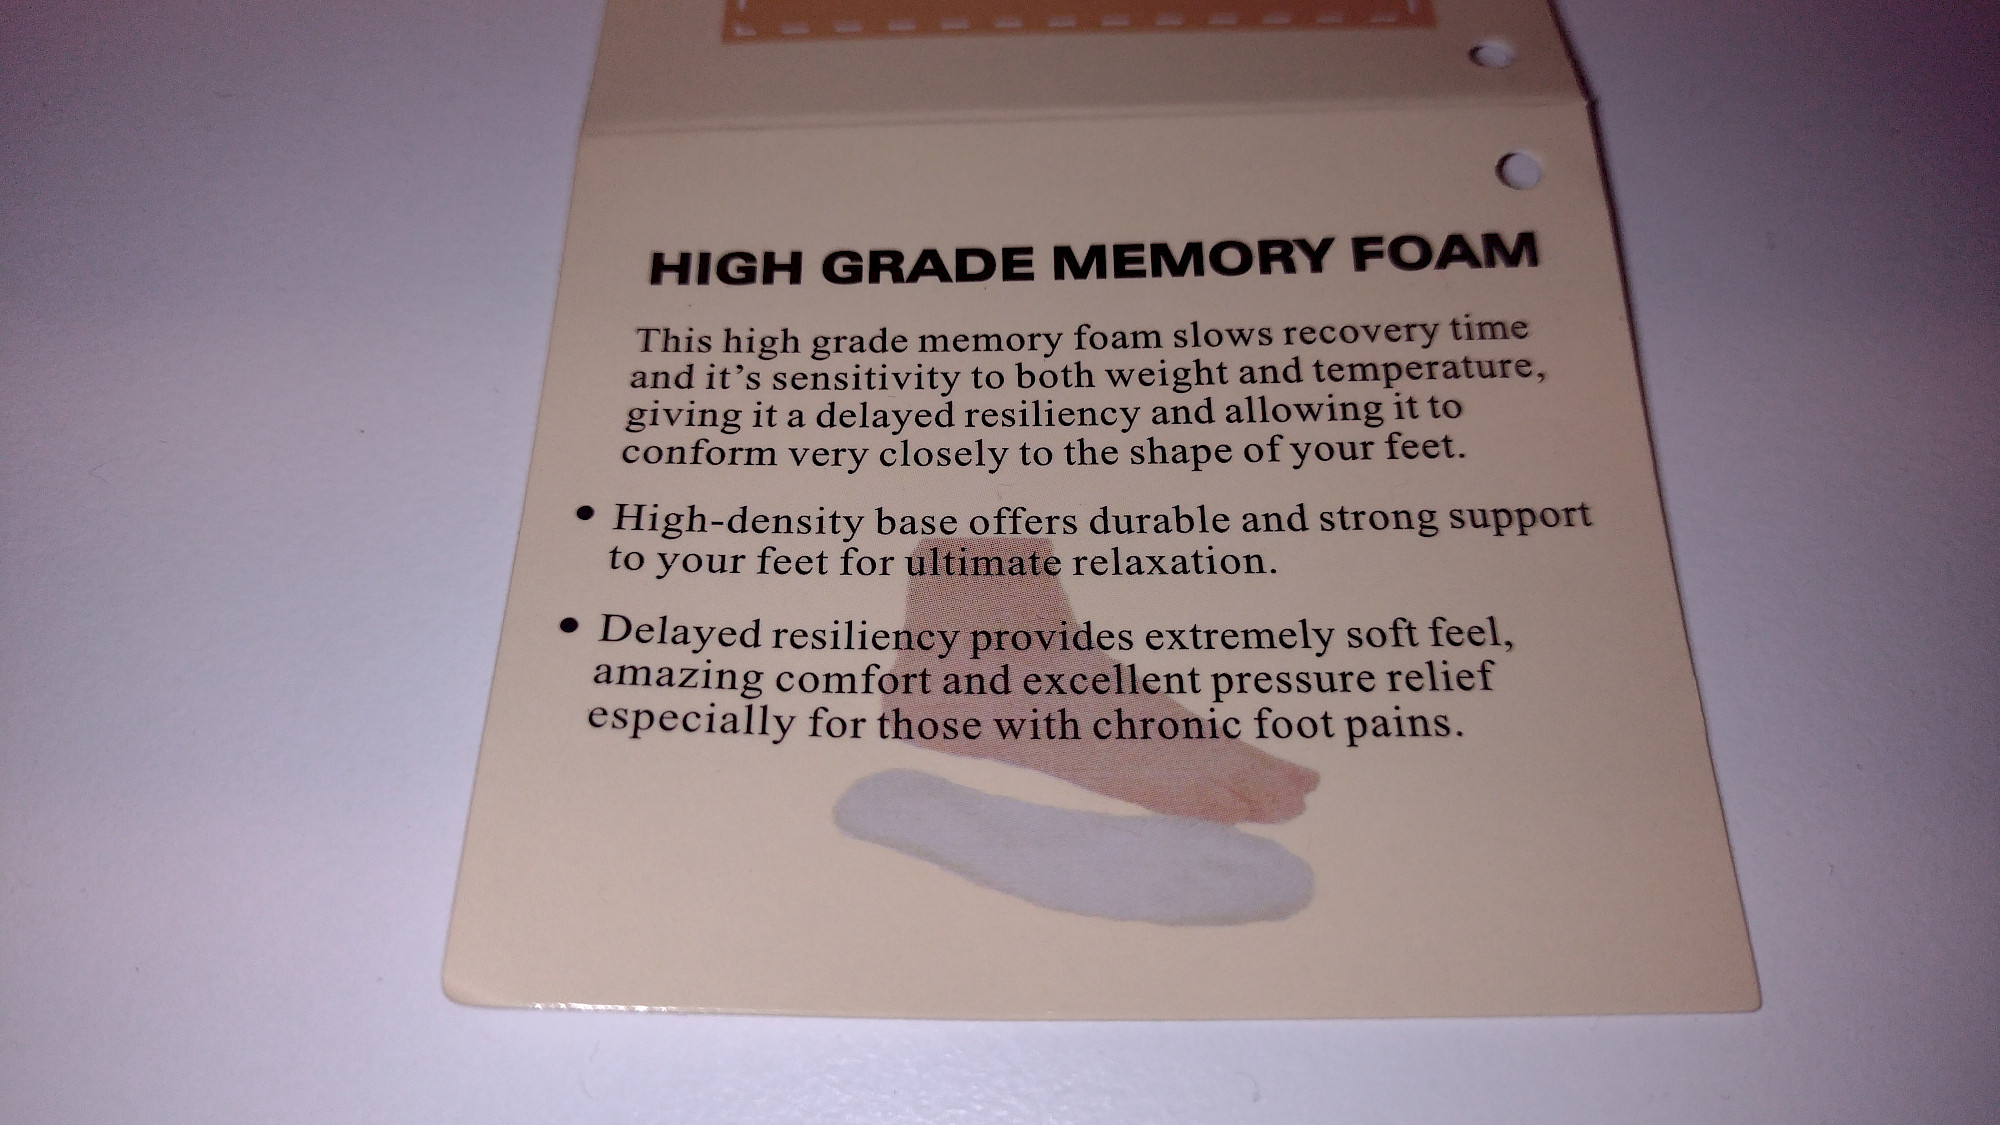 HIGH GRADE MEMORY FOAM
This high grade memory foam slows recovery time
and it's sensitivity to both weight and temperature,
giving it a delayed resiliency and allowing it to
conform very closely to the shape of your feet.
• High-density base offers durable and strong support
to your feet for ultimate relaxation.
• Delayed resiliency provides extremely soft feel,
amazing comfort and excellent pressure relief
especially for those with chronic foot pains.